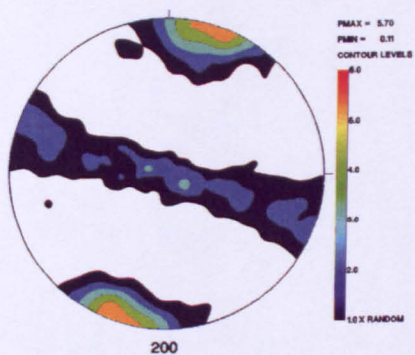 PMAX = 5.70
PMIN = 0.11
CONTOUR LEVELS
6.0
5.0
4.0
3.0
2.0
1.0 X RANDOM
200